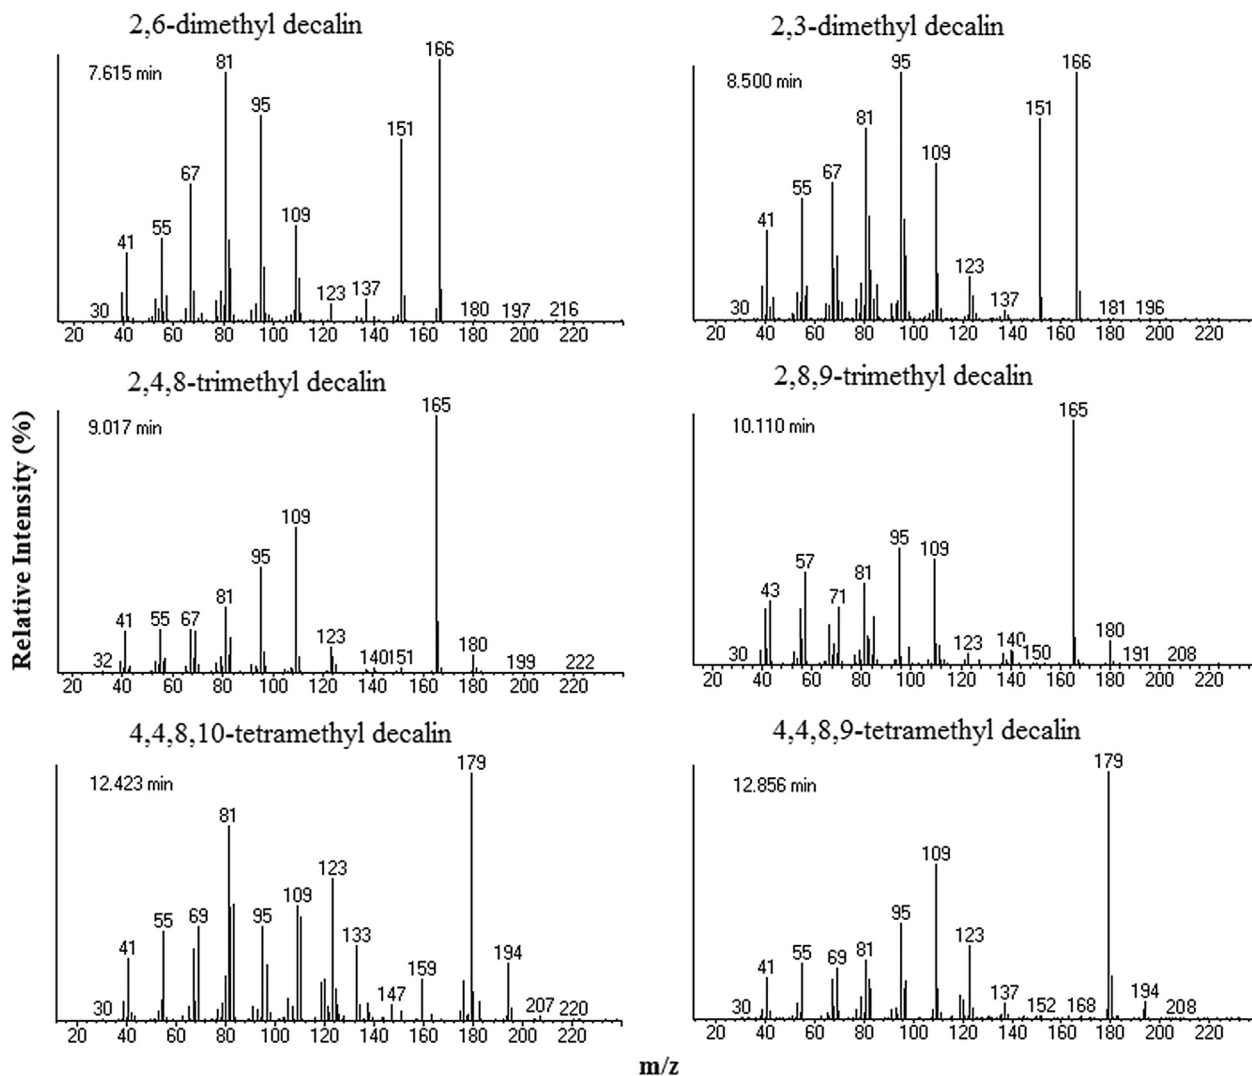 2,6-dimethyl decalin
7.615 min
30 41 55 67 81 95 109 123 137 151 166 180 197 216
20 40 60 80 100 120 140 160 180 200 220
2,3-dimethyl decalin
8.500 min
30 41 55 67 81 95 109 123 137 151 166 181 196
20 40 60 80 100 120 140 160 180 200 220
Relative Intensity (%)
2,4,8-trimethyl decalin
9.017 min
32 41 55 67 81 95 109 123 140 151 165 180 199 222
20 40 60 80 100 120 140 160 180 200 220
2,8,9-trimethyl decalin
10.110 min
30 43 57 71 81 95 109 123 140 150 165 180 191 208
20 40 60 80 100 120 140 160 180 200 220
4,4,8,10-tetramethyl decalin
12.423 min
30 41 55 69 81 95 109 123 133 147 159 179 194 207 220
20 40 60 80 100 120 140 160 180 200 220
4,4,8,9-tetramethyl decalin
12.856 min
30 41 55 69 81 95 109 123 137 152 168 179 194 208
20 40 60 80 100 120 140 160 180 200 220
m/z